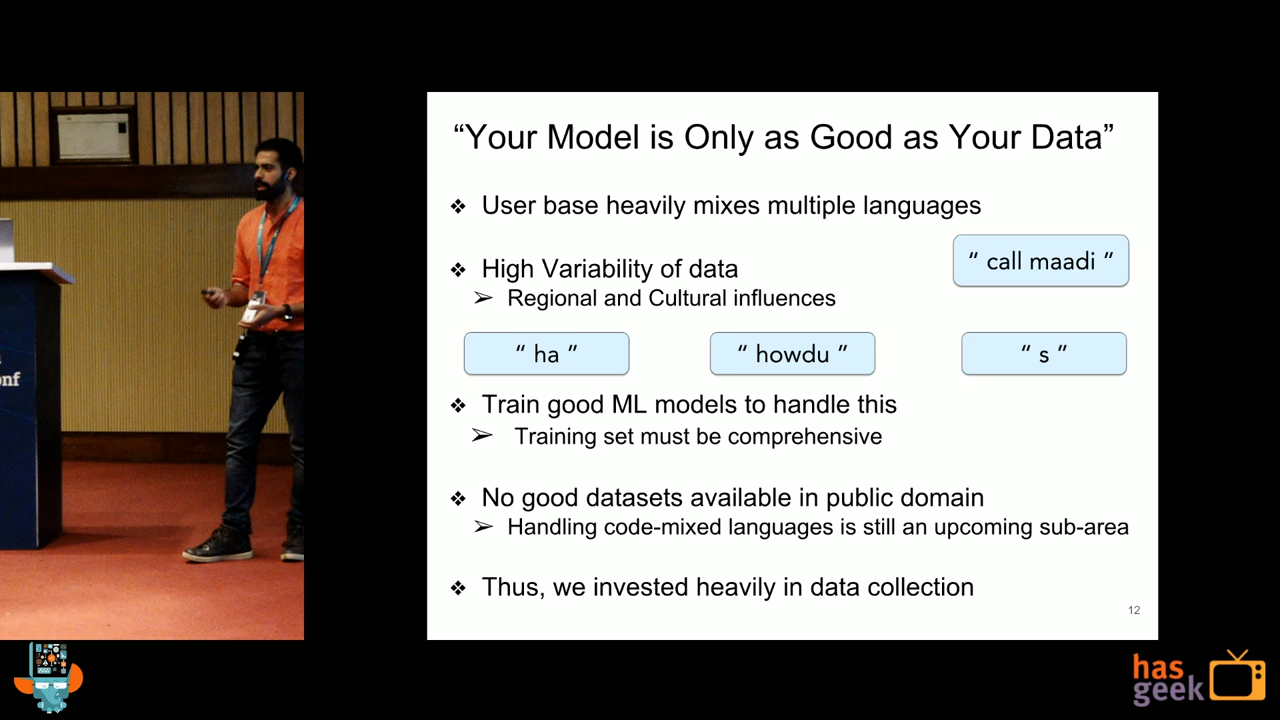 “Your Model is Only as Good as Your Data”
User base heavily mixes multiple languages
“ call maadi ”
High Variability of data
Regional and Cultural influences
“ ha ”
“ howdu ”
“ s ”
Train good ML models to handle this
Training set must be comprehensive
No good datasets available in public domain
Handling code-mixed languages is still an upcoming sub-area
Thus, we invested heavily in data collection
12
nf
has
geek